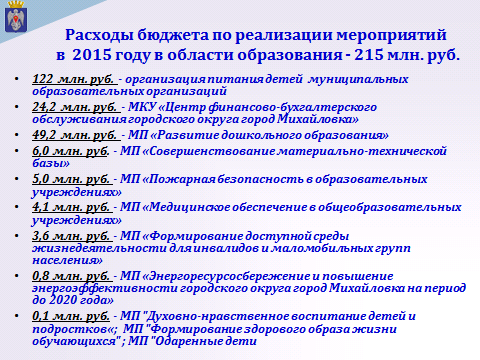 Расходы бюджета по реализации мероприятий
в 2015 году в области образования - 215 млн. руб.
• 122 млн. руб. - организация питания детей муниципальных
образовательных организаций
• 24,2 млн. руб. - МКУ «Центр финансово-бухгалтерского
обслуживания городского округа город Михайловка»
• 49,2 млн. руб. - МП «Развитие дошкольного образования»
• 6,0 млн. руб. - МП «Совершенствование материально-технической
базы»
• 5,0 млн. руб. - МП «Пожарная безопасность в образовательных
учреждениях»
• 4,1 млн. руб. - МП «Медицинское обеспечение в общеобразовательных
учреждениях»
• 3,6 млн. руб. - МП «Формирование доступной среды
жизнедеятельности для инвалидов и маломобильных групп
населения»
• 0,8 млн. руб. - МП «Энергоресурсосбережение и повышение
энергоэффективности городского округа город Михайловка на период
до 2020 года»
• 0,1 млн. руб. - МП "Духовно-нравственное воспитание детей и
подростков«; МП "Формирование здорового образа жизни
обучающихся" ; МП "Одаренные дети